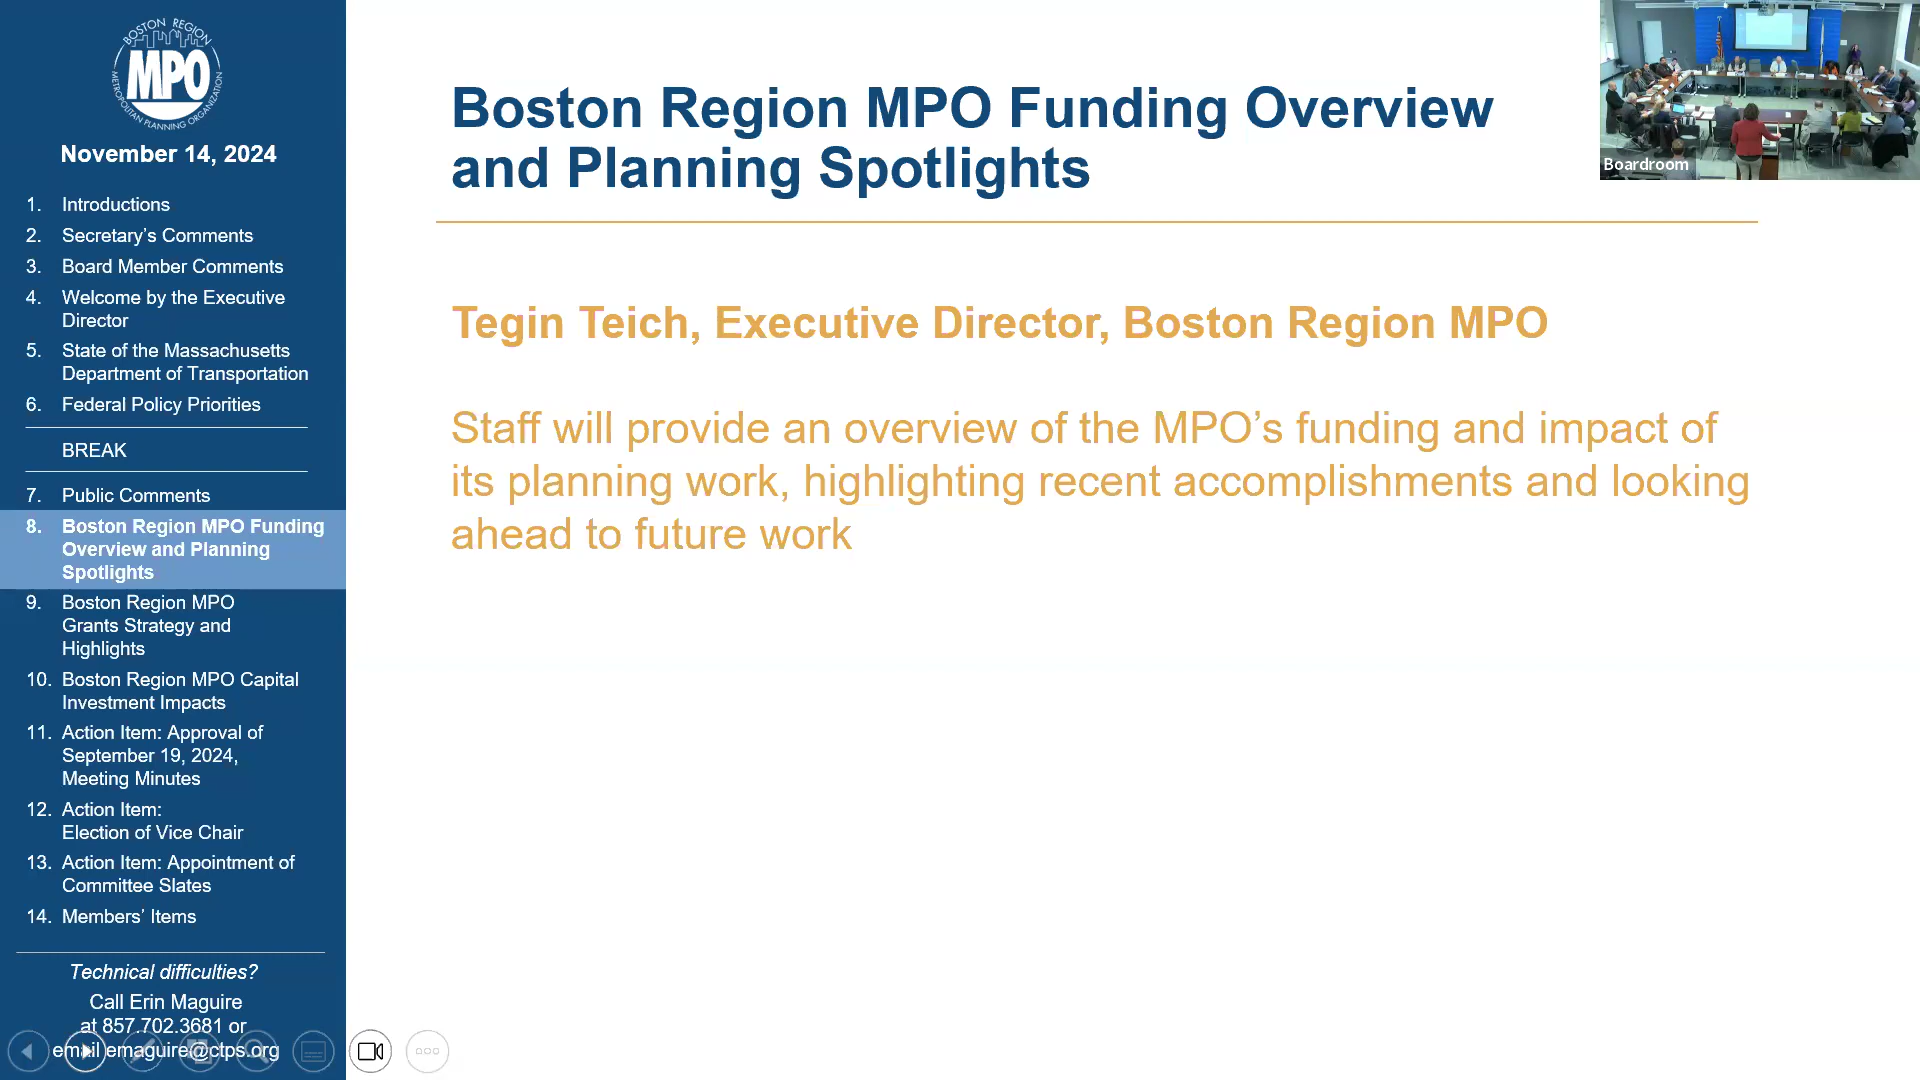 BOSTON REGION
MPO
METROPOLITAN PLANNING ORGANIZATION
November 14, 2024
1. Introductions
2. Secretary’s Comments
3. Board Member Comments
4. Welcome by the Executive
Director
5. State of the Massachusetts
Department of Transportation
6. Federal Policy Priorities
BREAK
7. Public Comments
8. Boston Region MPO Funding
Overview and Planning
Spotlights
9. Boston Region MPO
Grants Strategy and
Highlights
10. Boston Region MPO Capital
Investment Impacts
11. Action Item: Approval of
September 19, 2024,
Meeting Minutes
12. Action Item:
Election of Vice Chair
13. Action Item: Appointment of
Committee Slates
14. Members’ Items
Technical difficulties?
Call Erin Maguire
at 857.702.3681 or
email emaguire@ctps.org
Boston Region MPO Funding Overview
and Planning Spotlights
Tegin Teich, Executive Director, Boston Region MPO
Staff will provide an overview of the MPO’s funding and impact of
its planning work, highlighting recent accomplishments and looking
ahead to future work
Boardroom